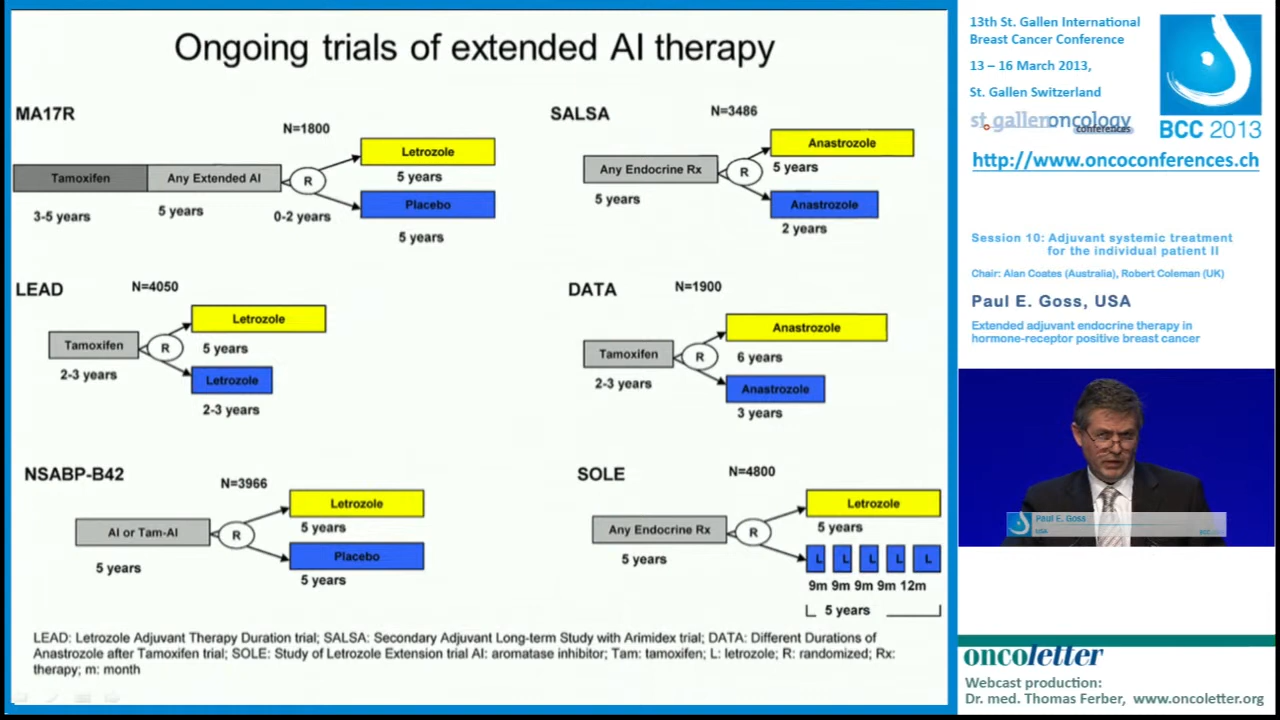 Ongoing trials of extended AI therapy
MA17R
N=1800
Tamoxifen
Any Extended AI
R
Letrozole
5 years
Placebo
3-5 years
5 years
0-2 years
5 years
SALSA
N=3486
Any Endocrine Rx
R
Anastrozole
5 years
Anastrozole
5 years
2 years
LEAD
N=4050
Tamoxifen
R
Letrozole
5 years
Letrozole
2-3 years
2-3 years
DATA
N=1900
Tamoxifen
R
Anastrozole
6 years
Anastrozole
2-3 years
3 years
NSABP-B42
N=3966
AI or Tam-AI
R
Letrozole
5 years
Placebo
5 years
5 years
SOLE
N=4800
Any Endocrine Rx
R
Letrozole
5 years
5 years
L L L L L
9m 9m 9m 9m 12m
5 years
LEAD: Letrozole Adjuvant Therapy Duration trial; SALSA: Secondary Adjuvant Long-term Study with Arimidex trial; DATA: Different Durations of
Anastrozole after Tamoxifen trial; SOLE: Study of Letrozole Extension trial AI: aromatase inhibitor; Tam: tamoxifen; L: letrozole; R: randomized; Rx:
therapy; m: month
13th St. Gallen International
Breast Cancer Conference
13 – 16 March 2013,
St. Gallen Switzerland
st.gallenoncology
conferences
BCC 2013
http://www.oncoconferences.ch
Session 10: Adjuvant systemic treatment
for the individual patient II
Chair: Alan Coates (Australia), Robert Coleman (UK)
Paul E. Goss, USA
Extended adjuvant endocrine therapy in
hormone-receptor positive breast cancer
Paul E. Goss
USA
oncoletter
Webcast production:
Dr. med. Thomas Ferber, www.oncoletter.org